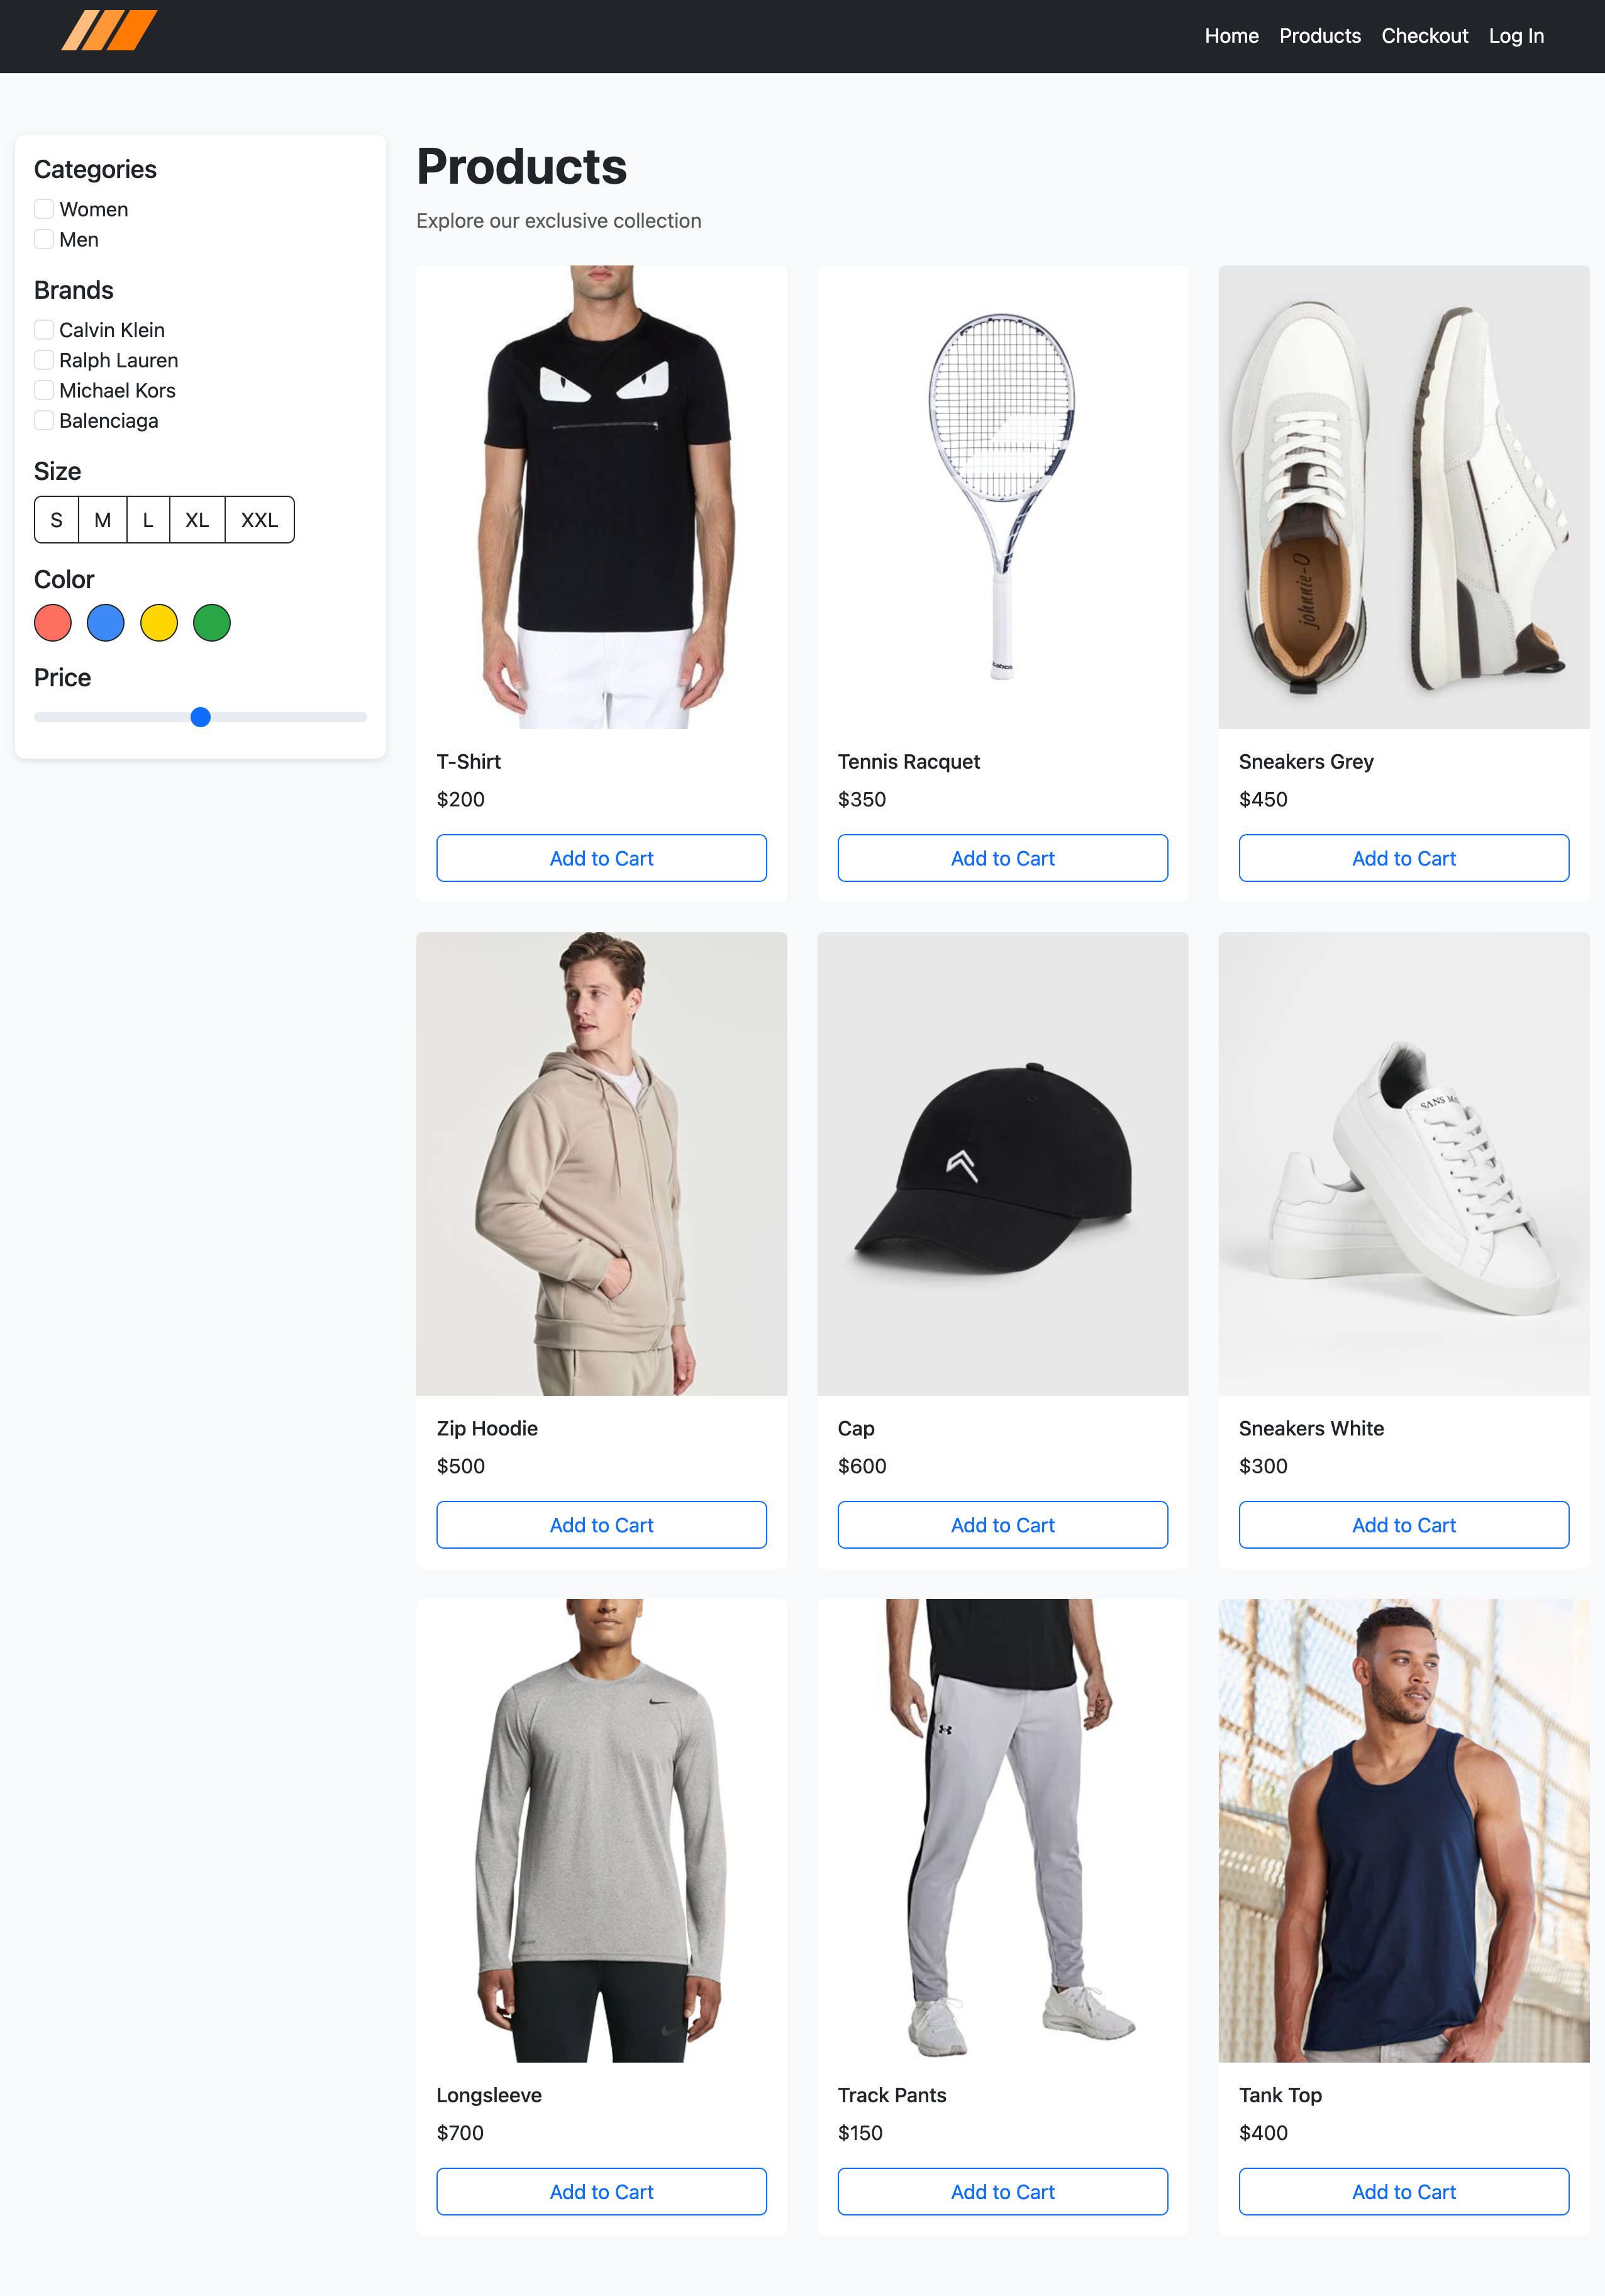 Home Products Checkout Log In
Categories
Women
Men
Brands
Calvin Klein
Ralph Lauren
Michael Kors
Balenciaga
Size
S M L XL XXL
Color
Price
Products
Explore our exclusive collection
johnnie-O
T-Shirt
$200
Add to Cart
Tennis Racquet
$350
Add to Cart
Sneakers Grey
$450
Add to Cart
SANS
Zip Hoodie
$500
Add to Cart
Cap
$600
Add to Cart
Sneakers White
$300
Add to Cart
Longsleeve
$700
Add to Cart
Track Pants
$150
Add to Cart
Tank Top
$400
Add to Cart